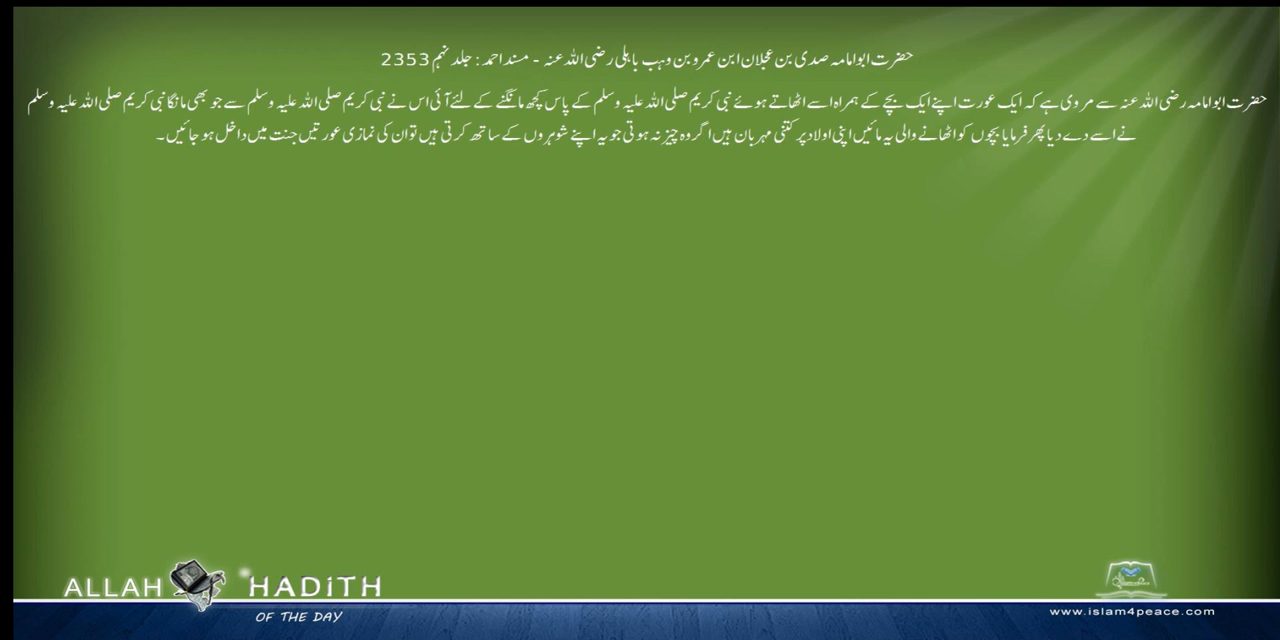 حضرت ابوامامہ صدی بن عجلان ابن عمرو بن وہب باہلی رضی اللہ عنہ - مسند احمد : جلد نہم 2353
حضرت ابوامامہ رضی اللہ عنہ سے مروی ہے کہ ایک عورت اپنے ایک بچے کے ہمراہ اسے اٹھاتے ہوئے نبی کریم صلی اللہ علیہ وسلم کے پاس کچھ مانگنے کے لئے آئی اس نے نبی کریم صلی اللہ علیہ وسلم سے جو بھی مانگا نبی کریم صلی اللہ علیہ وسلم
نے اسے دے دیا پھر فرمایا بچوں کو اٹھانے والی یہ مائیں اپنی اولاد پر کتنی مہربان ہیں اگر وہ چیز نہ ہوتی جو یہ اپنے شوہروں کے ساتھ کرتی ہیں تو ان کی نمازی عورتیں جنت میں داخل ہو جائیں۔
ALLAH HADITH
OF THE DAY
www.islam4peace.com